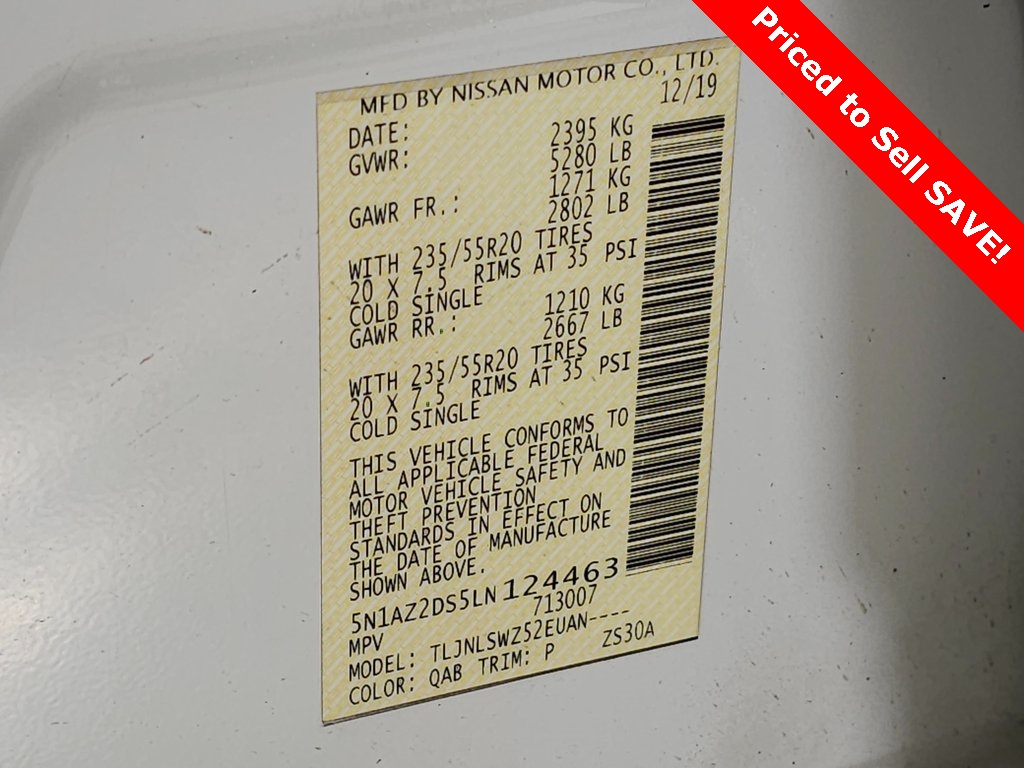 Priced to Sell SAVE!
MFD BY NISSAN MOTOR CO., LTD.
DATE: 12/19
GVWR: 2395 KG
5280 LB
GAWR FR.: 1271 KG
2802 LB
WITH 235/55R20 TIRES
20 X 7.5 RIMS AT 35 PSI
COLD SINGLE
GAWR RR.: 1210 KG
2667 LB
WITH 235/55R20 TIRES
20 X 7.5 RIMS AT 35 PSI
COLD SINGLE
THIS VEHICLE CONFORMS TO
ALL APPLICABLE FEDERAL
MOTOR VEHICLE SAFETY AND
THEFT PREVENTION
STANDARDS IN EFFECT ON
THE DATE OF MANUFACTURE
SHOWN ABOVE.
5N1AZ2DS5LN124463
MPV 713007
MODEL: TLJNLSWZ52EUAN----
COLOR: QAB TRIM: P ZS30A